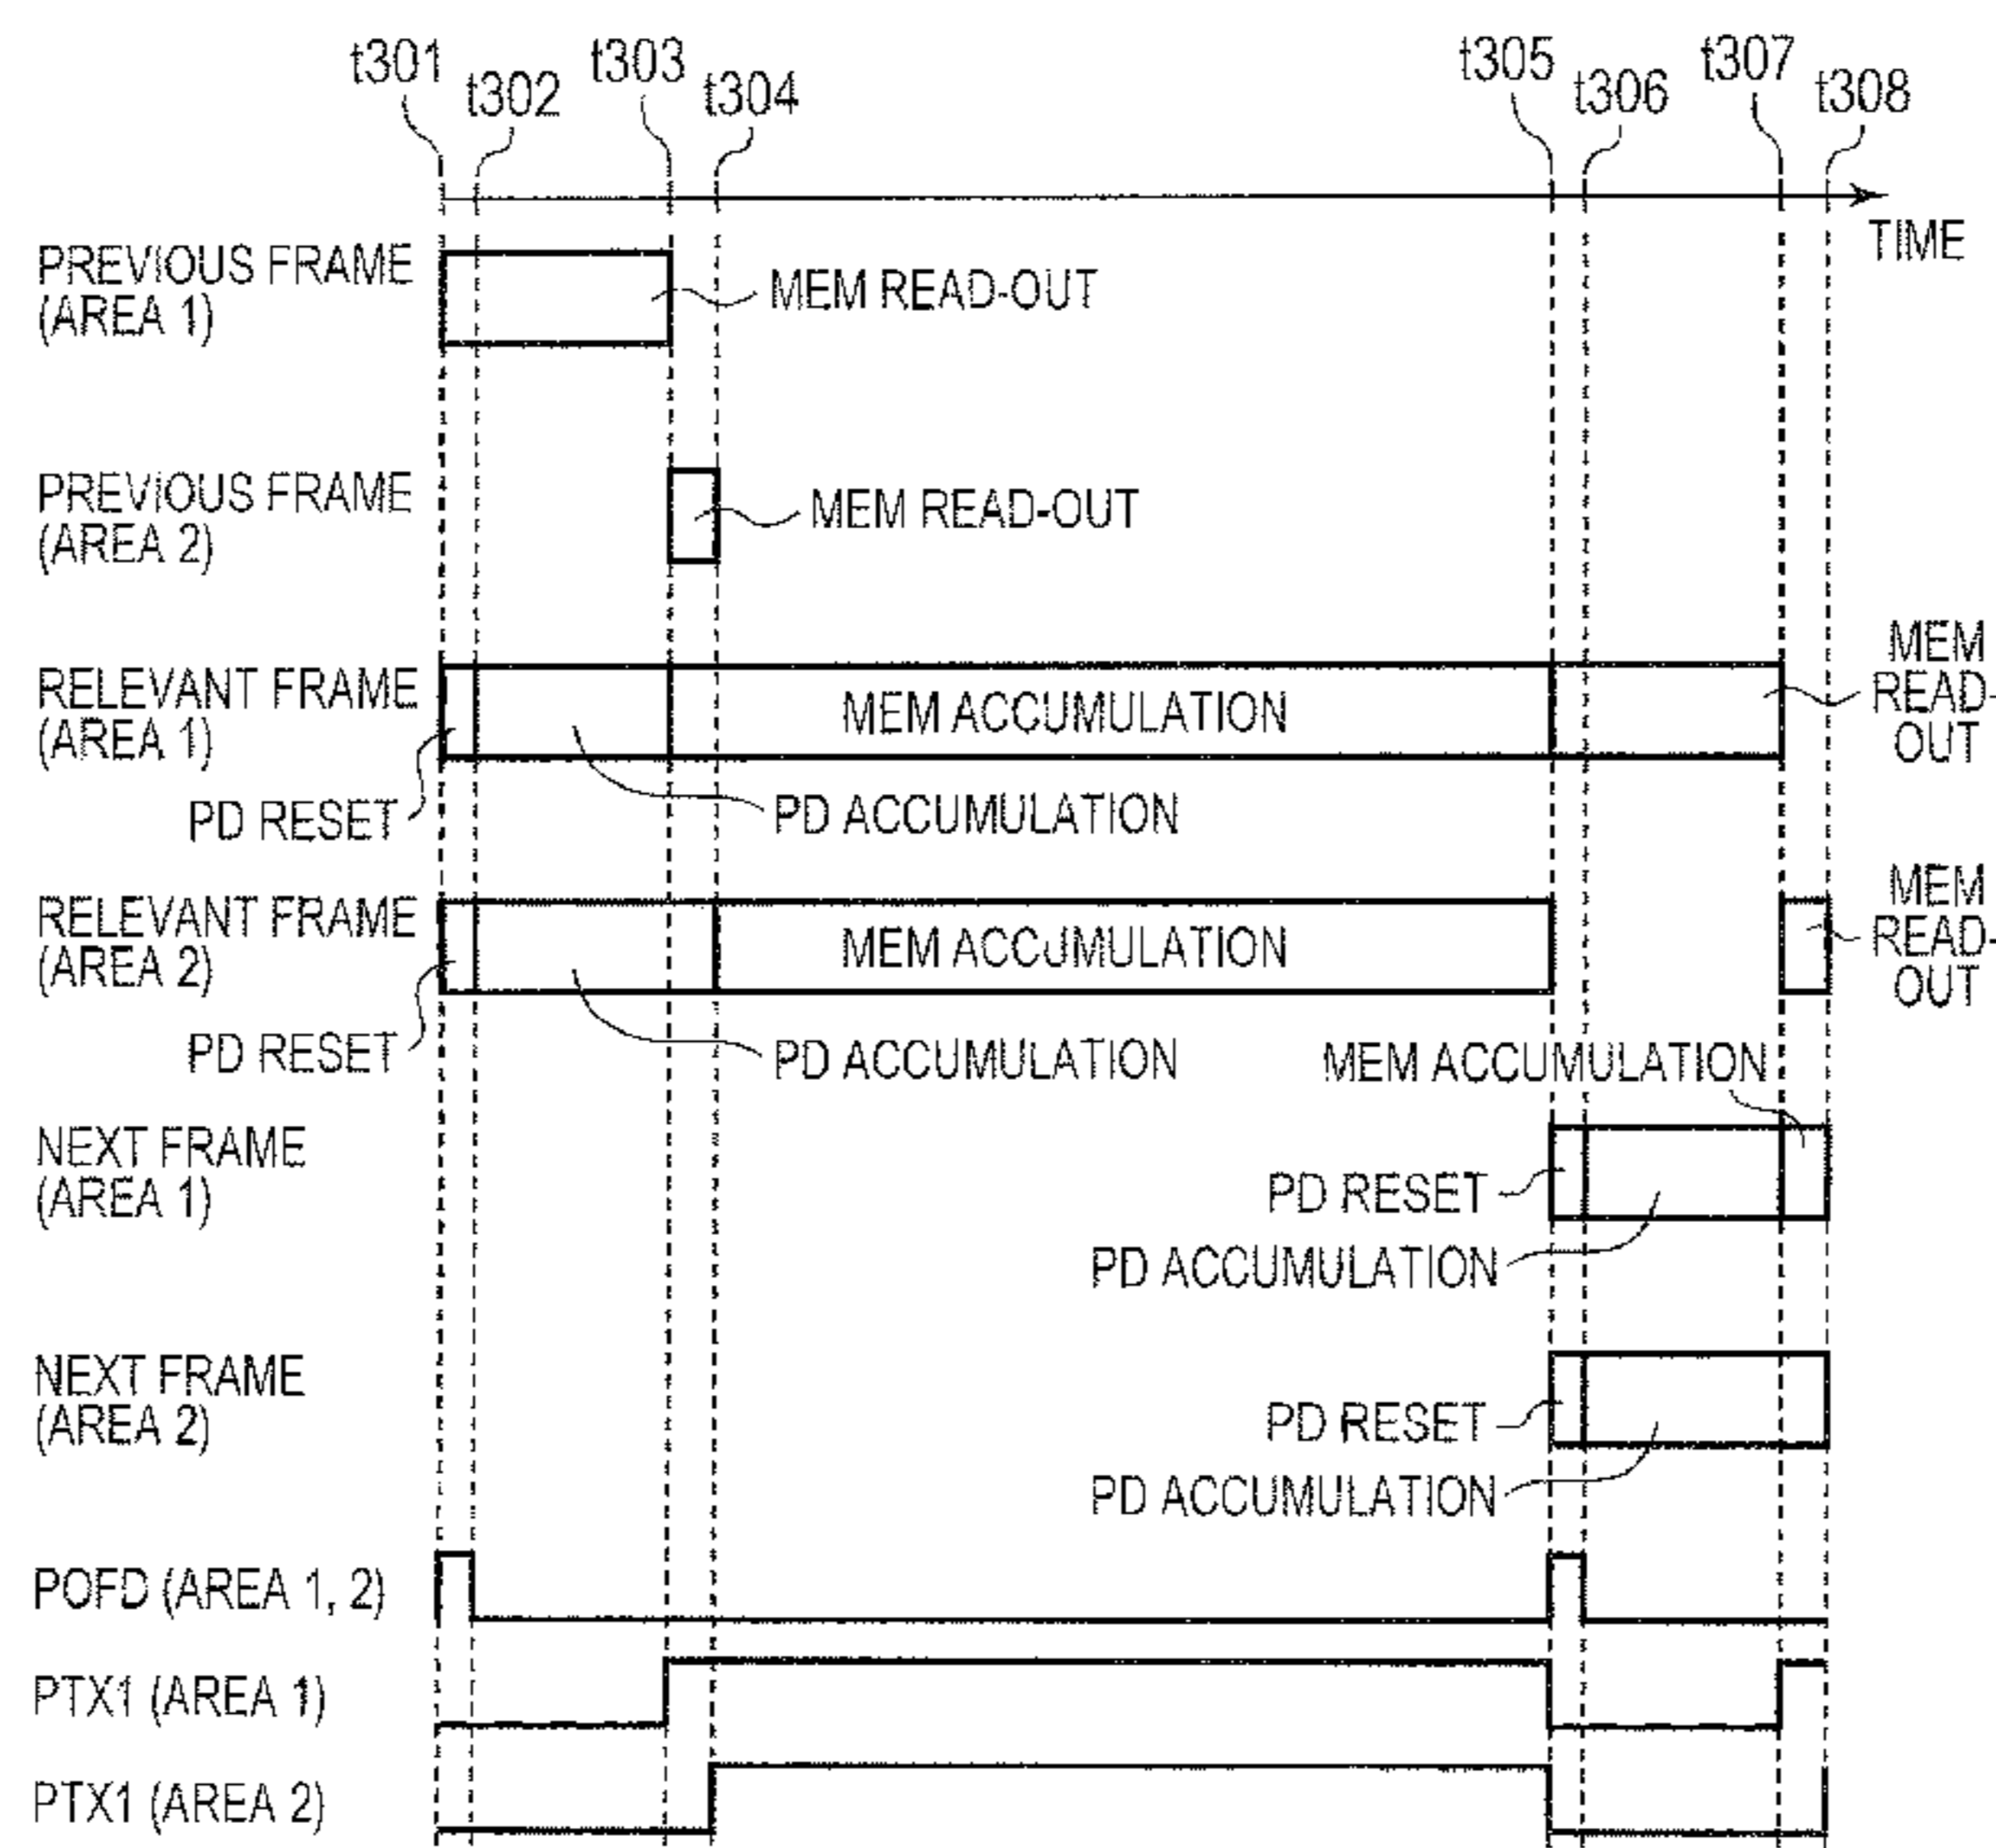 t301
t302
t303
t304
t305
t306
t307
t308
TIME
PREVIOUS FRAME
(AREA 1)
MEM READ-OUT
PREVIOUS FRAME
(AREA 2)
MEM READ-OUT
RELEVANT FRAME
(AREA 1)
MEM ACCUMULATION
MEM
READ-
OUT
PD RESET
PD ACCUMULATION
RELEVANT FRAME
(AREA 2)
MEM ACCUMULATION
MEM
READ-
OUT
PD RESET
PD ACCUMULATION
MEM ACCUMULATION
NEXT FRAME
(AREA 1)
PD RESET
PD ACCUMULATION
NEXT FRAME
(AREA 2)
PD RESET
PD ACCUMULATION
POFD (AREA 1, 2)
PTX1 (AREA 1)
PTX1 (AREA 2)